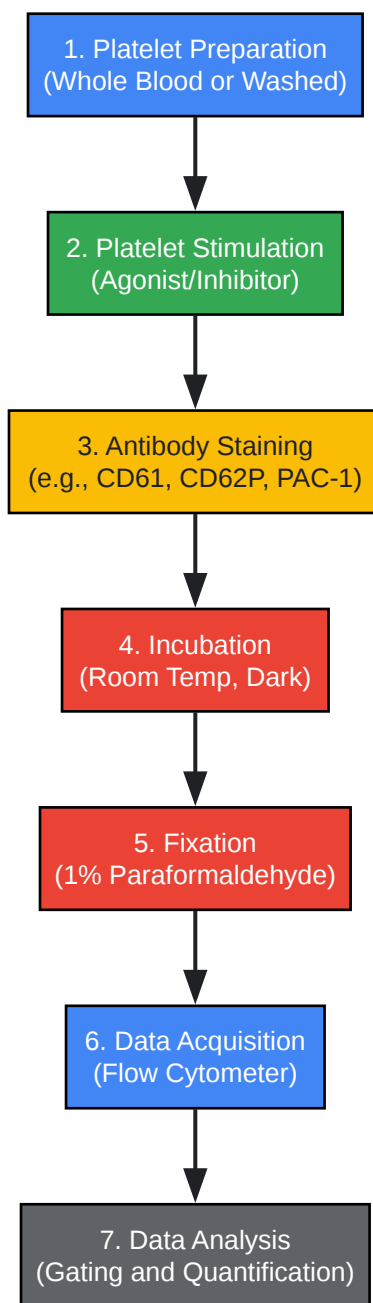 1. Platelet Preparation
(Whole Blood or Washed)
2. Platelet Stimulation
(Agonist/Inhibitor)
3. Antibody Staining
(e.g., CD61, CD62P, PAC-1)
4. Incubation
(Room Temp, Dark)
5. Fixation
(1% Paraformaldehyde)
6. Data Acquisition
(Flow Cytometer)
7. Data Analysis
(Gating and Quantification)